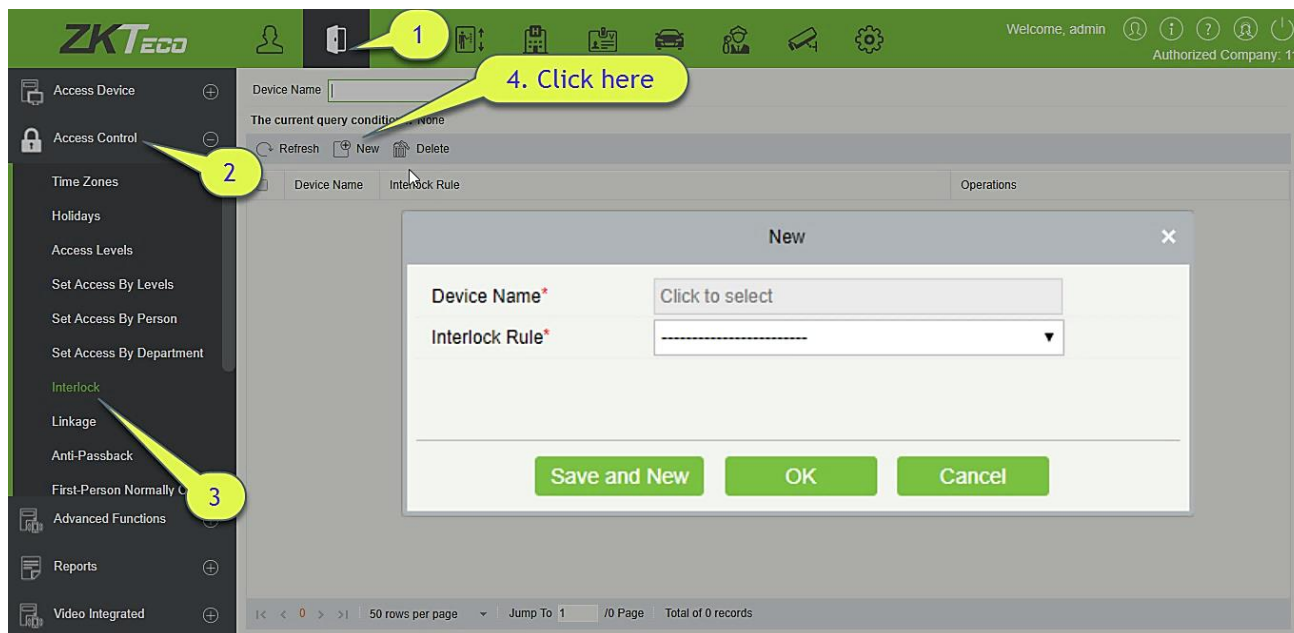 ZKTECO
Welcome, admin
Authorized Company: 1
1
4. Click here
Access Device
Access Control
2
Time Zones
Holidays
Access Levels
Set Access By Levels
Set Access By Person
Set Access By Department
Interlock
Linkage
Anti-Passback
First-Person Normally
3
Advanced Functions
Reports
Video Integrated
Device Name
The current query None
Refresh New Delete
Device Name Interlock Rule Operations
New
Device Name* Click to select
Interlock Rule* ------------------------
Save and New OK Cancel
|< < 0 > >| 50 rows per page Jump To 1 /0 Page Total of 0 records